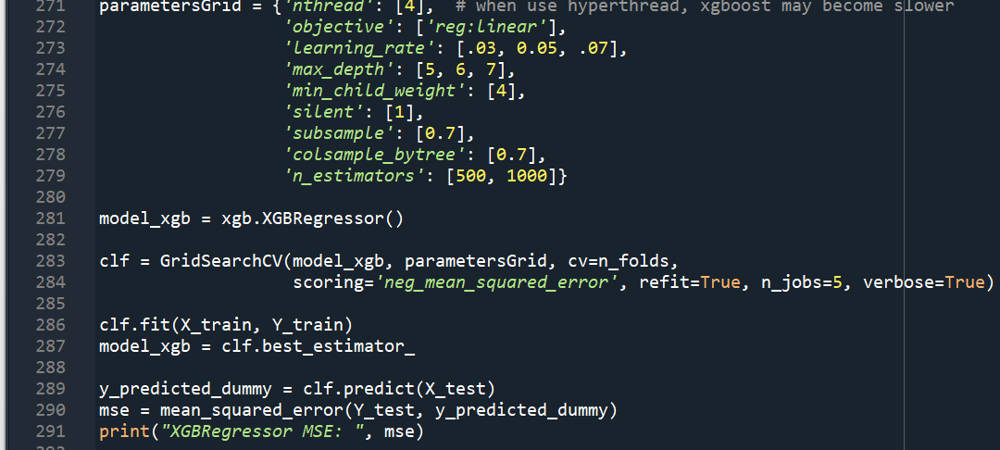 271 parametersGrid = {'nthread': [4],  # when use hyperthread, xgboost may become slower
272                   'objective': ['reg:linear'],
273                   'learning_rate': [.03, 0.05, .07],
274                   'max_depth': [5, 6, 7],
275                   'min_child_weight': [4],
276                   'silent': [1],
277                   'subsample': [0.7],
278                   'colsample_bytree': [0.7],
279                   'n_estimators': [500, 1000]}
280
281 model_xgb = xgb.XGBRegressor()
282
283 clf = GridSearchCV(model_xgb, parametersGrid, cv=n_folds,
284                    scoring='neg_mean_squared_error', refit=True, n_jobs=5, verbose=True)
285
286 clf.fit(X_train, Y_train)
287 model_xgb = clf.best_estimator_
288
289 y_predicted_dummy = clf.predict(X_test)
290 mse = mean_squared_error(Y_test, y_predicted_dummy)
291 print("XGBRegressor MSE: ", mse)